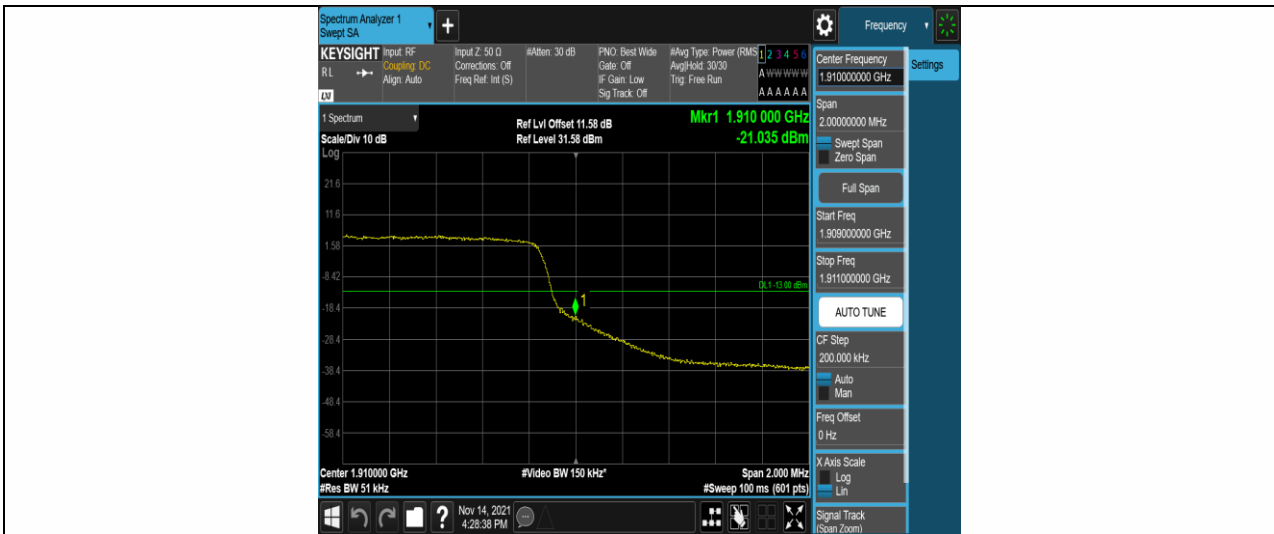 Spectrum Analyzer 1
Swept SA
+
Frequency
KEYSIGHT
R L
LXI
Input: RF
Coupling: DC
Align: Auto
Input Z: 50 Ω
Corrections: Off
Freq Ref: Int (S)
#Atten: 30 dB
PNO: Best Wide
Gate: Off
IF Gain: Low
Sig Track: Off
#Avg Type: Power (RMS
Avg|Hold: 30/30
Trig: Free Run
1 2 3 4 5 6
A W W W W W
A A A A A A
1 Spectrum
Scale/Div 10 dB
Log
Ref Lvl Offset 11.58 dB
Ref Level 31.58 dBm
Mkr1 1.910 000 GHz
-21.035 dBm
21.6
11.6
1.58
-8.42
-18.4
-28.4
-38.4
-48.4
-58.4
DL1 -13.00 dBm
1
Center 1.910000 GHz
#Res BW 51 kHz
#Video BW 150 kHz*
Span 2.000 MHz
#Sweep 100 ms (601 pts)
?
Nov 14, 2021
4:28:38 PM
Center Frequency
1.910000000 GHz
Settings
Span
2.00000000 MHz
Swept Span
Zero Span
Full Span
Start Freq
1.909000000 GHz
Stop Freq
1.911000000 GHz
AUTO TUNE
CF Step
200.000 kHz
Auto
Man
Freq Offset
0 Hz
X Axis Scale
Log
Lin
Signal Track
(Span Zoom)